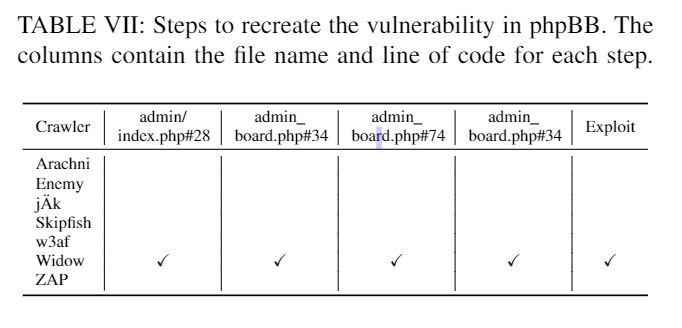 TABLE VII: Steps to recreate the vulnerability in phpBB. The
columns contain the file name and line of code for each step.
Crawler admin/ index.php#28 admin_ board.php#34 admin_ board.php#74 admin_ board.php#34 Exploit
Arachni
Enemy
jÄk
Skipfish
w3af
Widow ✓ ✓ ✓ ✓ ✓
ZAP